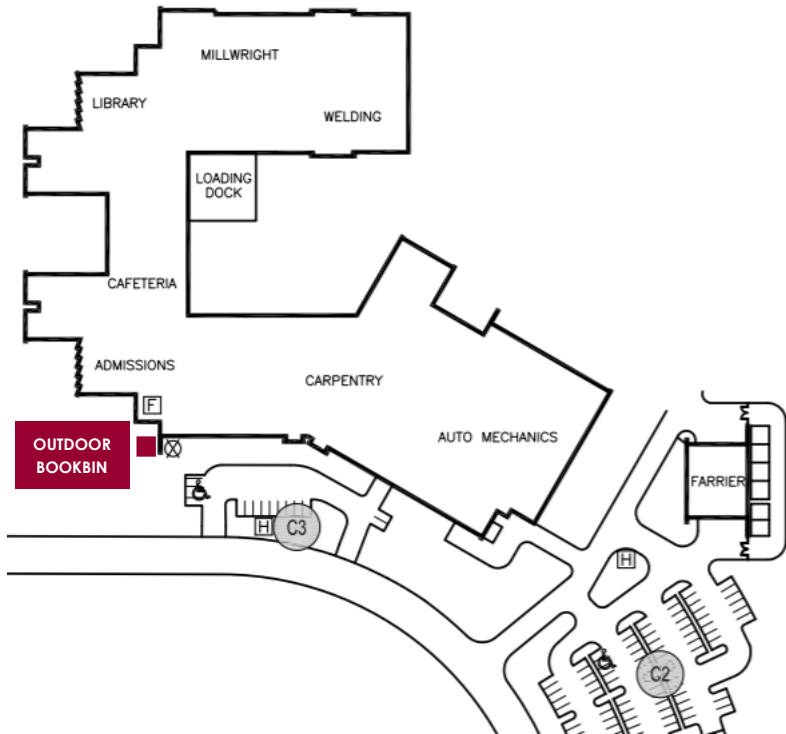 MILLWRIGHT
LIBRARY
WELDING
LOADING
DOCK
CAFETERIA
ADMISSIONS
CARPENTRY
F
OUTDOOR
BOOKBIN
AUTO MECHANICS
FARRIER
H
C3
H
C2